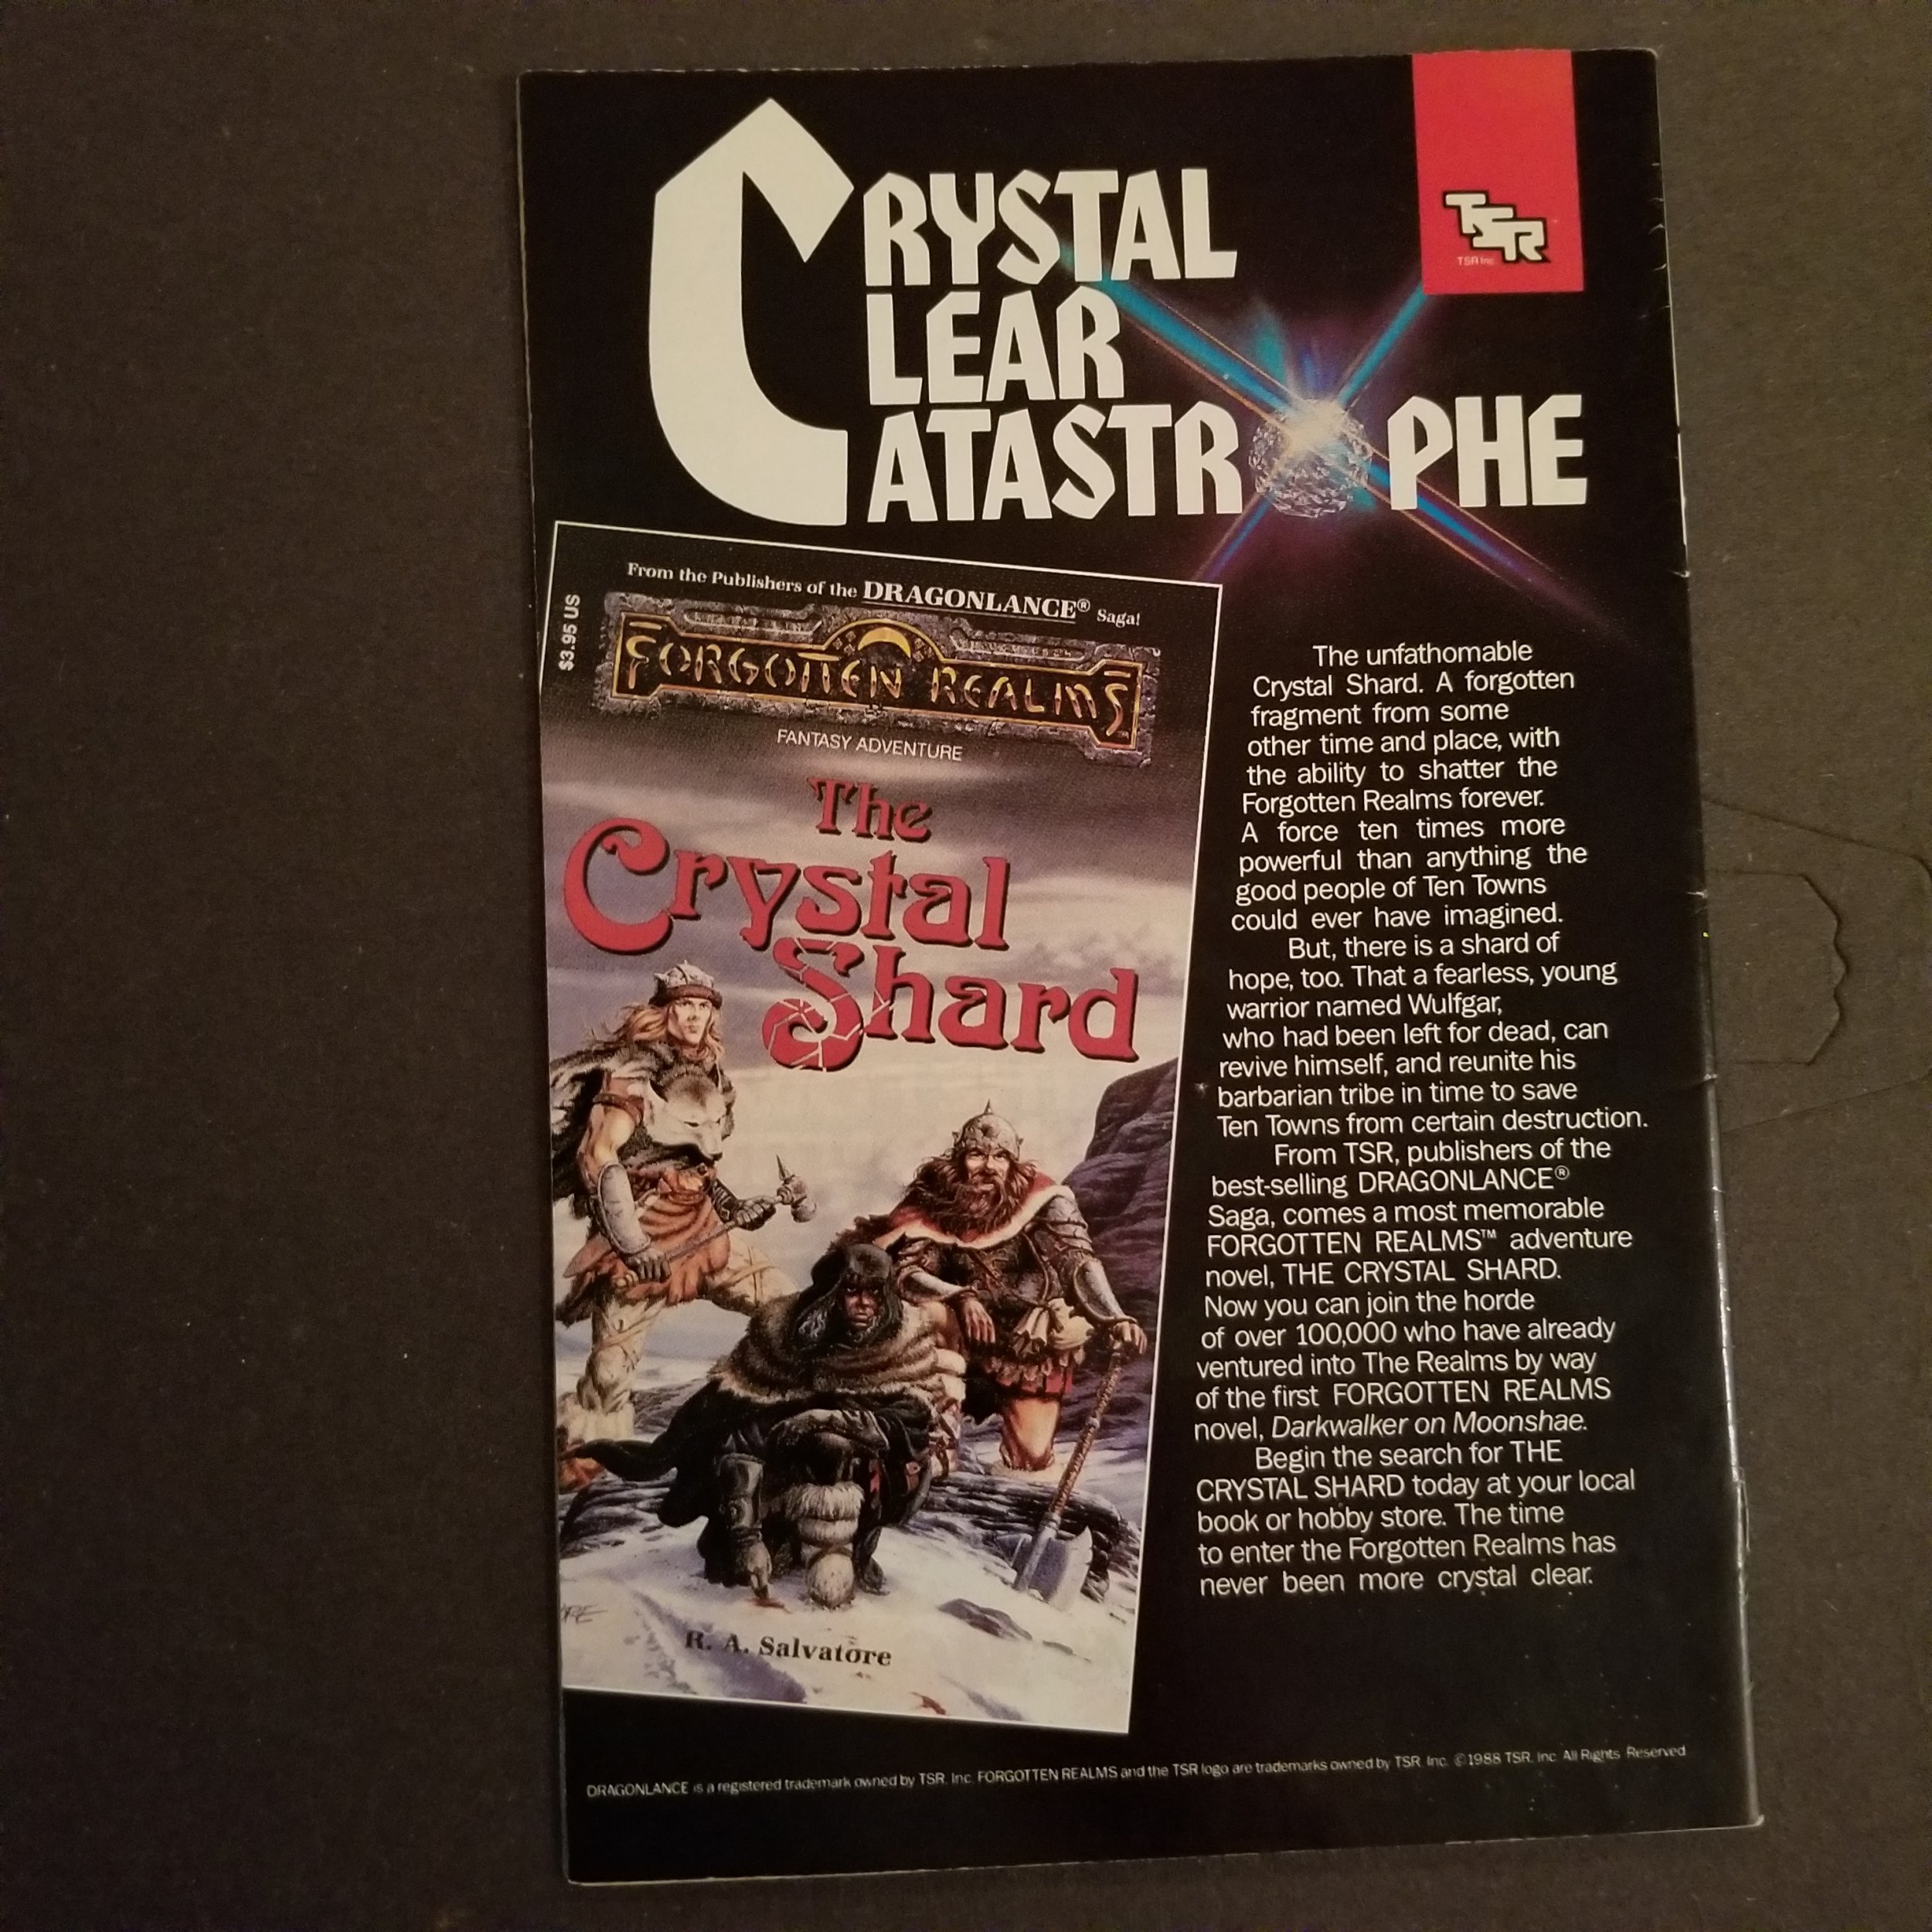 CRYSTAL
CLEAR
CATASTROPHE
TSR
TSR Inc.
From the Publishers of the DRAGONLANCE® Saga!
$3.95 US
FORGOTTEN REALMS
FANTASY ADVENTURE
The
Crystal
Shard
R. A. Salvatore
The unfathomable
Crystal Shard. A forgotten
fragment from some
other time and place, with
the ability to shatter the
Forgotten Realms forever.
A force ten times more
powerful than anything the
good people of Ten Towns
could ever have imagined.
But, there is a shard of
hope, too. That a fearless, young
warrior named Wulfgar,
who had been left for dead, can
revive himself, and reunite his
barbarian tribe in time to save
Ten Towns from certain destruction.
From TSR, publishers of the
best-selling DRAGONLANCE®
Saga, comes a most memorable
FORGOTTEN REALMS™ adventure
novel, THE CRYSTAL SHARD.
Now you can join the horde
of over 100,000 who have already
ventured into The Realms by way
of the first FORGOTTEN REALMS
novel, Darkwalker on Moonshae.
Begin the search for THE
CRYSTAL SHARD today at your local
book or hobby store. The time
to enter the Forgotten Realms has
never been more crystal clear.
DRAGONLANCE is a registered trademark owned by TSR, Inc. FORGOTTEN REALMS and the TSR logo are trademarks owned by TSR, Inc. ©1988 TSR, Inc. All Rights Reserved